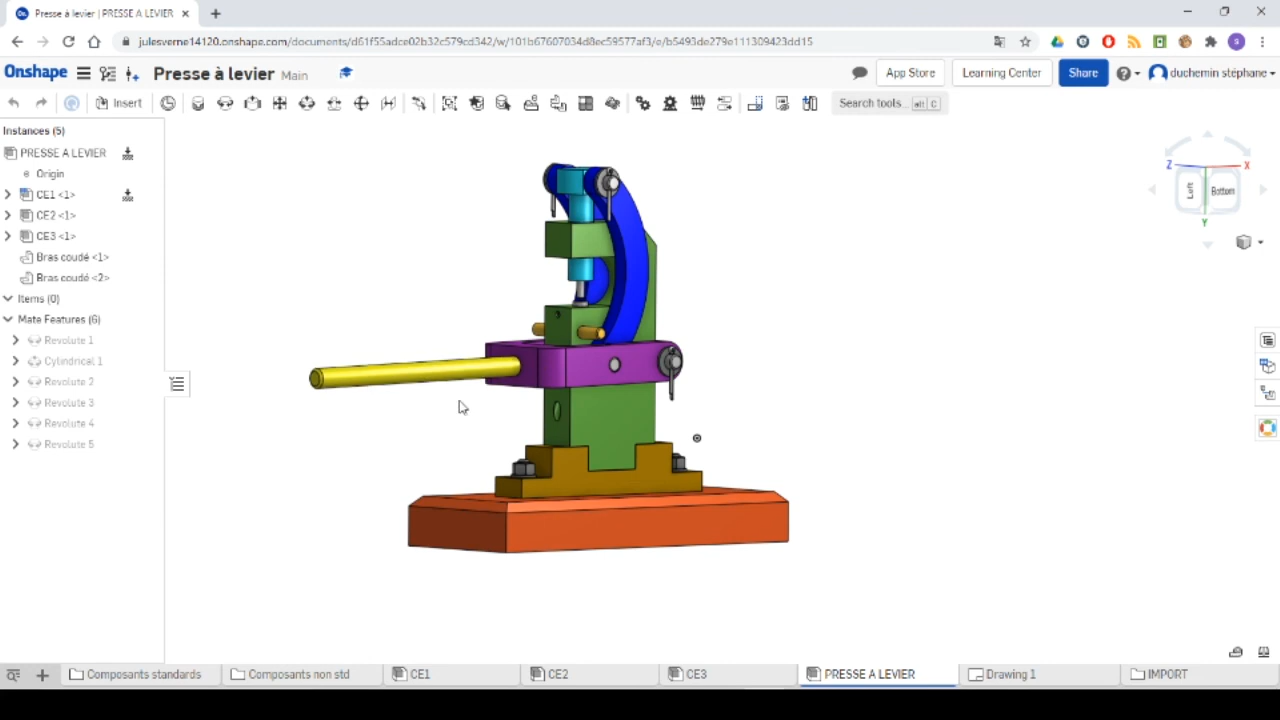 Presse à levier | PRESSE A LEVIER
julesverne14120.onshape.com/documents/d61f55adce02b32c579cd342/w/101b67607034d8ec59577af3/e/b5493de279e111309423dd15
Onshape Presse à levier Main App Store Learning Center Share duchemin stéphane
Insert Search tools... alt C
Instances (5)
PRESSE A LEVIER
Origin
CE1 <1>
CE2 <1>
CE3 <1>
Bras coudé <1>
Bras coudé <2>
Items (0)
Mate Features (6)
Revolute 1
Cylindrical 1
Revolute 2
Revolute 3
Revolute 4
Revolute 5
Z X
Left Bottom
Y
Composants standards Composants non std CE1 CE2 CE3 PRESSE A LEVIER Drawing 1 IMPORT